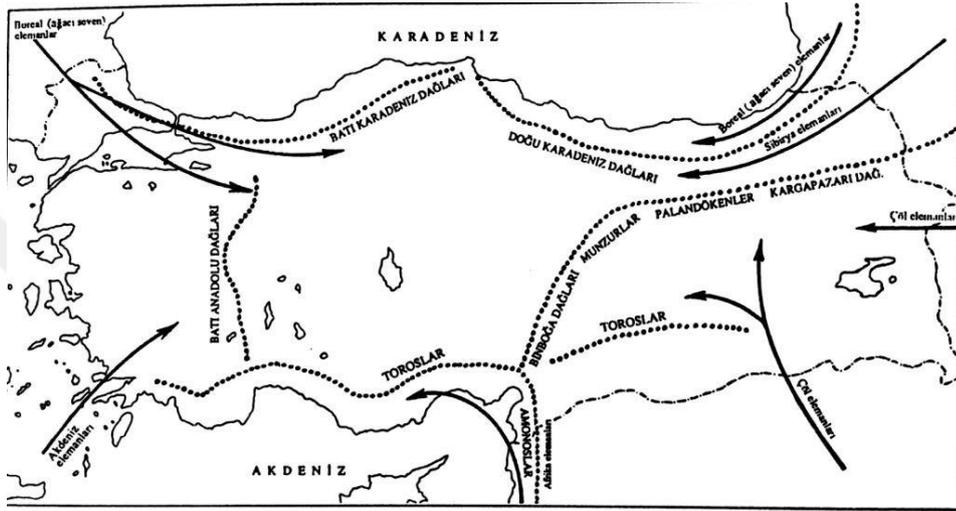 Boreal (ağacı seven)
elemanlar
KARADENİZ
BATI KARADENİZ DAĞLARI
Boreal (ağacı seven) elemanlar
Sibirya elemanları
DOĞU KARADENİZ DAĞLARI
BATI ANADOLU DAĞLARI
BİNBOĞA DAĞLARI
MUNZURLAR
PALANDÖKENLER
KARGAPAZARI DAĞ.
Çöl elemanları
TOROSLAR
TOROSLAR
Akdeniz
elemanları
AKDENİZ
AMONOSLAR
Afrika elemanları
Çöl elemanları